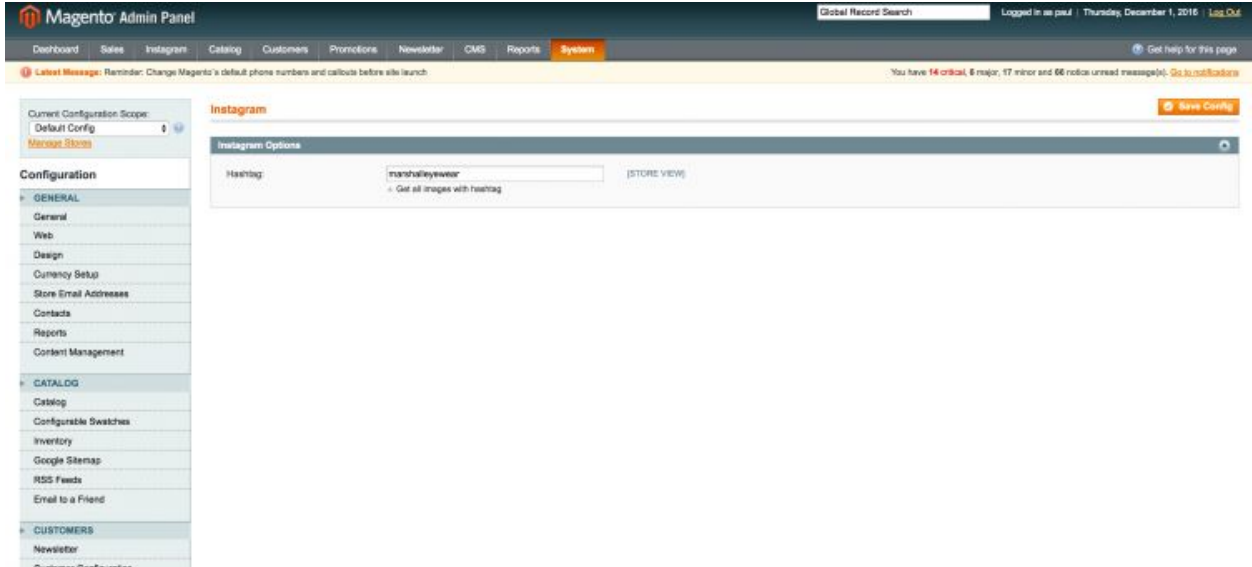 Magento Admin Panel
Global Record Search
Logged in as paul | Thursday, December 1, 2016 | Log Out
Dashboard Sales Instagram Catalog Customers Promotions Newsletter CMS Reports System
Get help for this page
Latest Message: Reminder: Change Magento's default phone numbers and callouts before site launch
You have 14 critical, 6 major, 17 minor and 66 notice unread message(s). Go to notifications
Current Configuration Scope:
Default Config
Manage Stores
Instagram
Save Config
Instagram Options
Hashtag:
marshalleyewear
[STORE VIEW]
Get all images with hashtag
Configuration
GENERAL
General
Web
Design
Currency Setup
Store Email Addresses
Contacts
Reports
Content Management
CATALOG
Catalog
Configurable Swatches
Inventory
Google Sitemap
RSS Feeds
Email to a Friend
CUSTOMERS
Newsletter
Customer Configuration